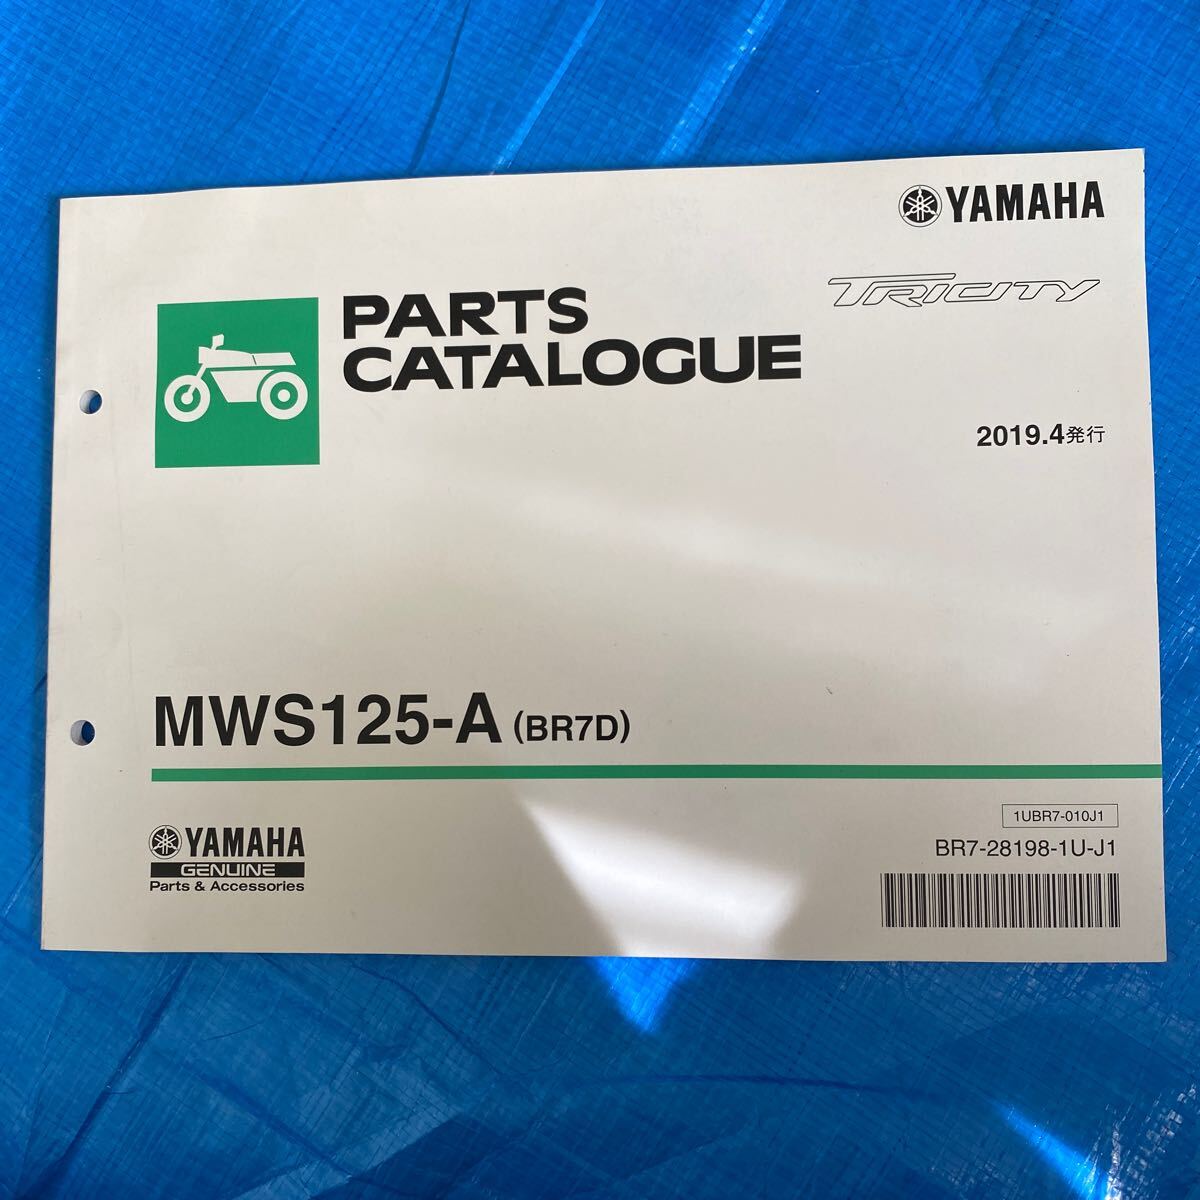 YAMAHA
TRICITY
PARTS
CATALOGUE
2019.4発行
MWS125-A (BR7D)
YAMAHA
GENUINE
Parts & Accessories
1UBR7-010J1
BR7-28198-1U-J1